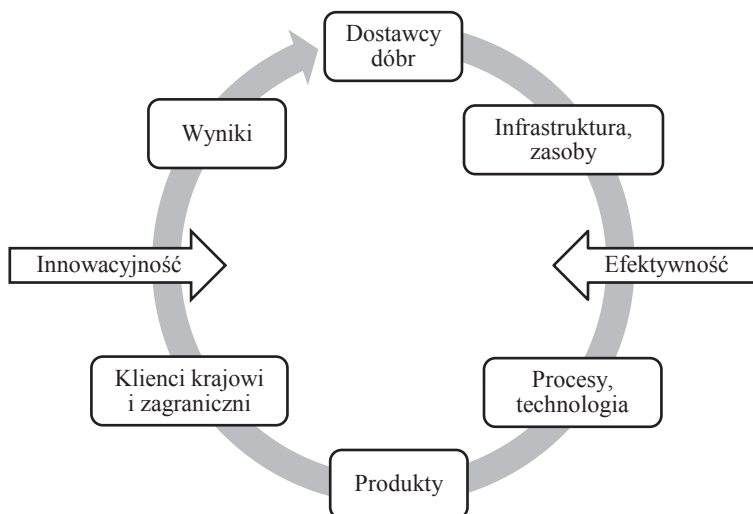 Dostawcy
dóbr
Wyniki
Infrastruktura,
zasoby
Innowacyjność
Efektywność
Klienci krajowi
i zagraniczni
Procesy,
technologia
Produkty